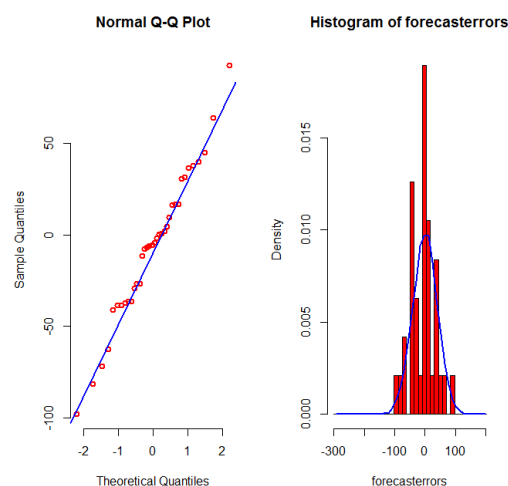 Normal Q-Q Plot
Sample Quantiles
50
0
-50
-100
-2 -1 0 1 2
Theoretical Quantiles
Histogram of forecasterrors
Density
0.015
0.010
0.005
0.000
-300 -100 0 100
forecasterrors